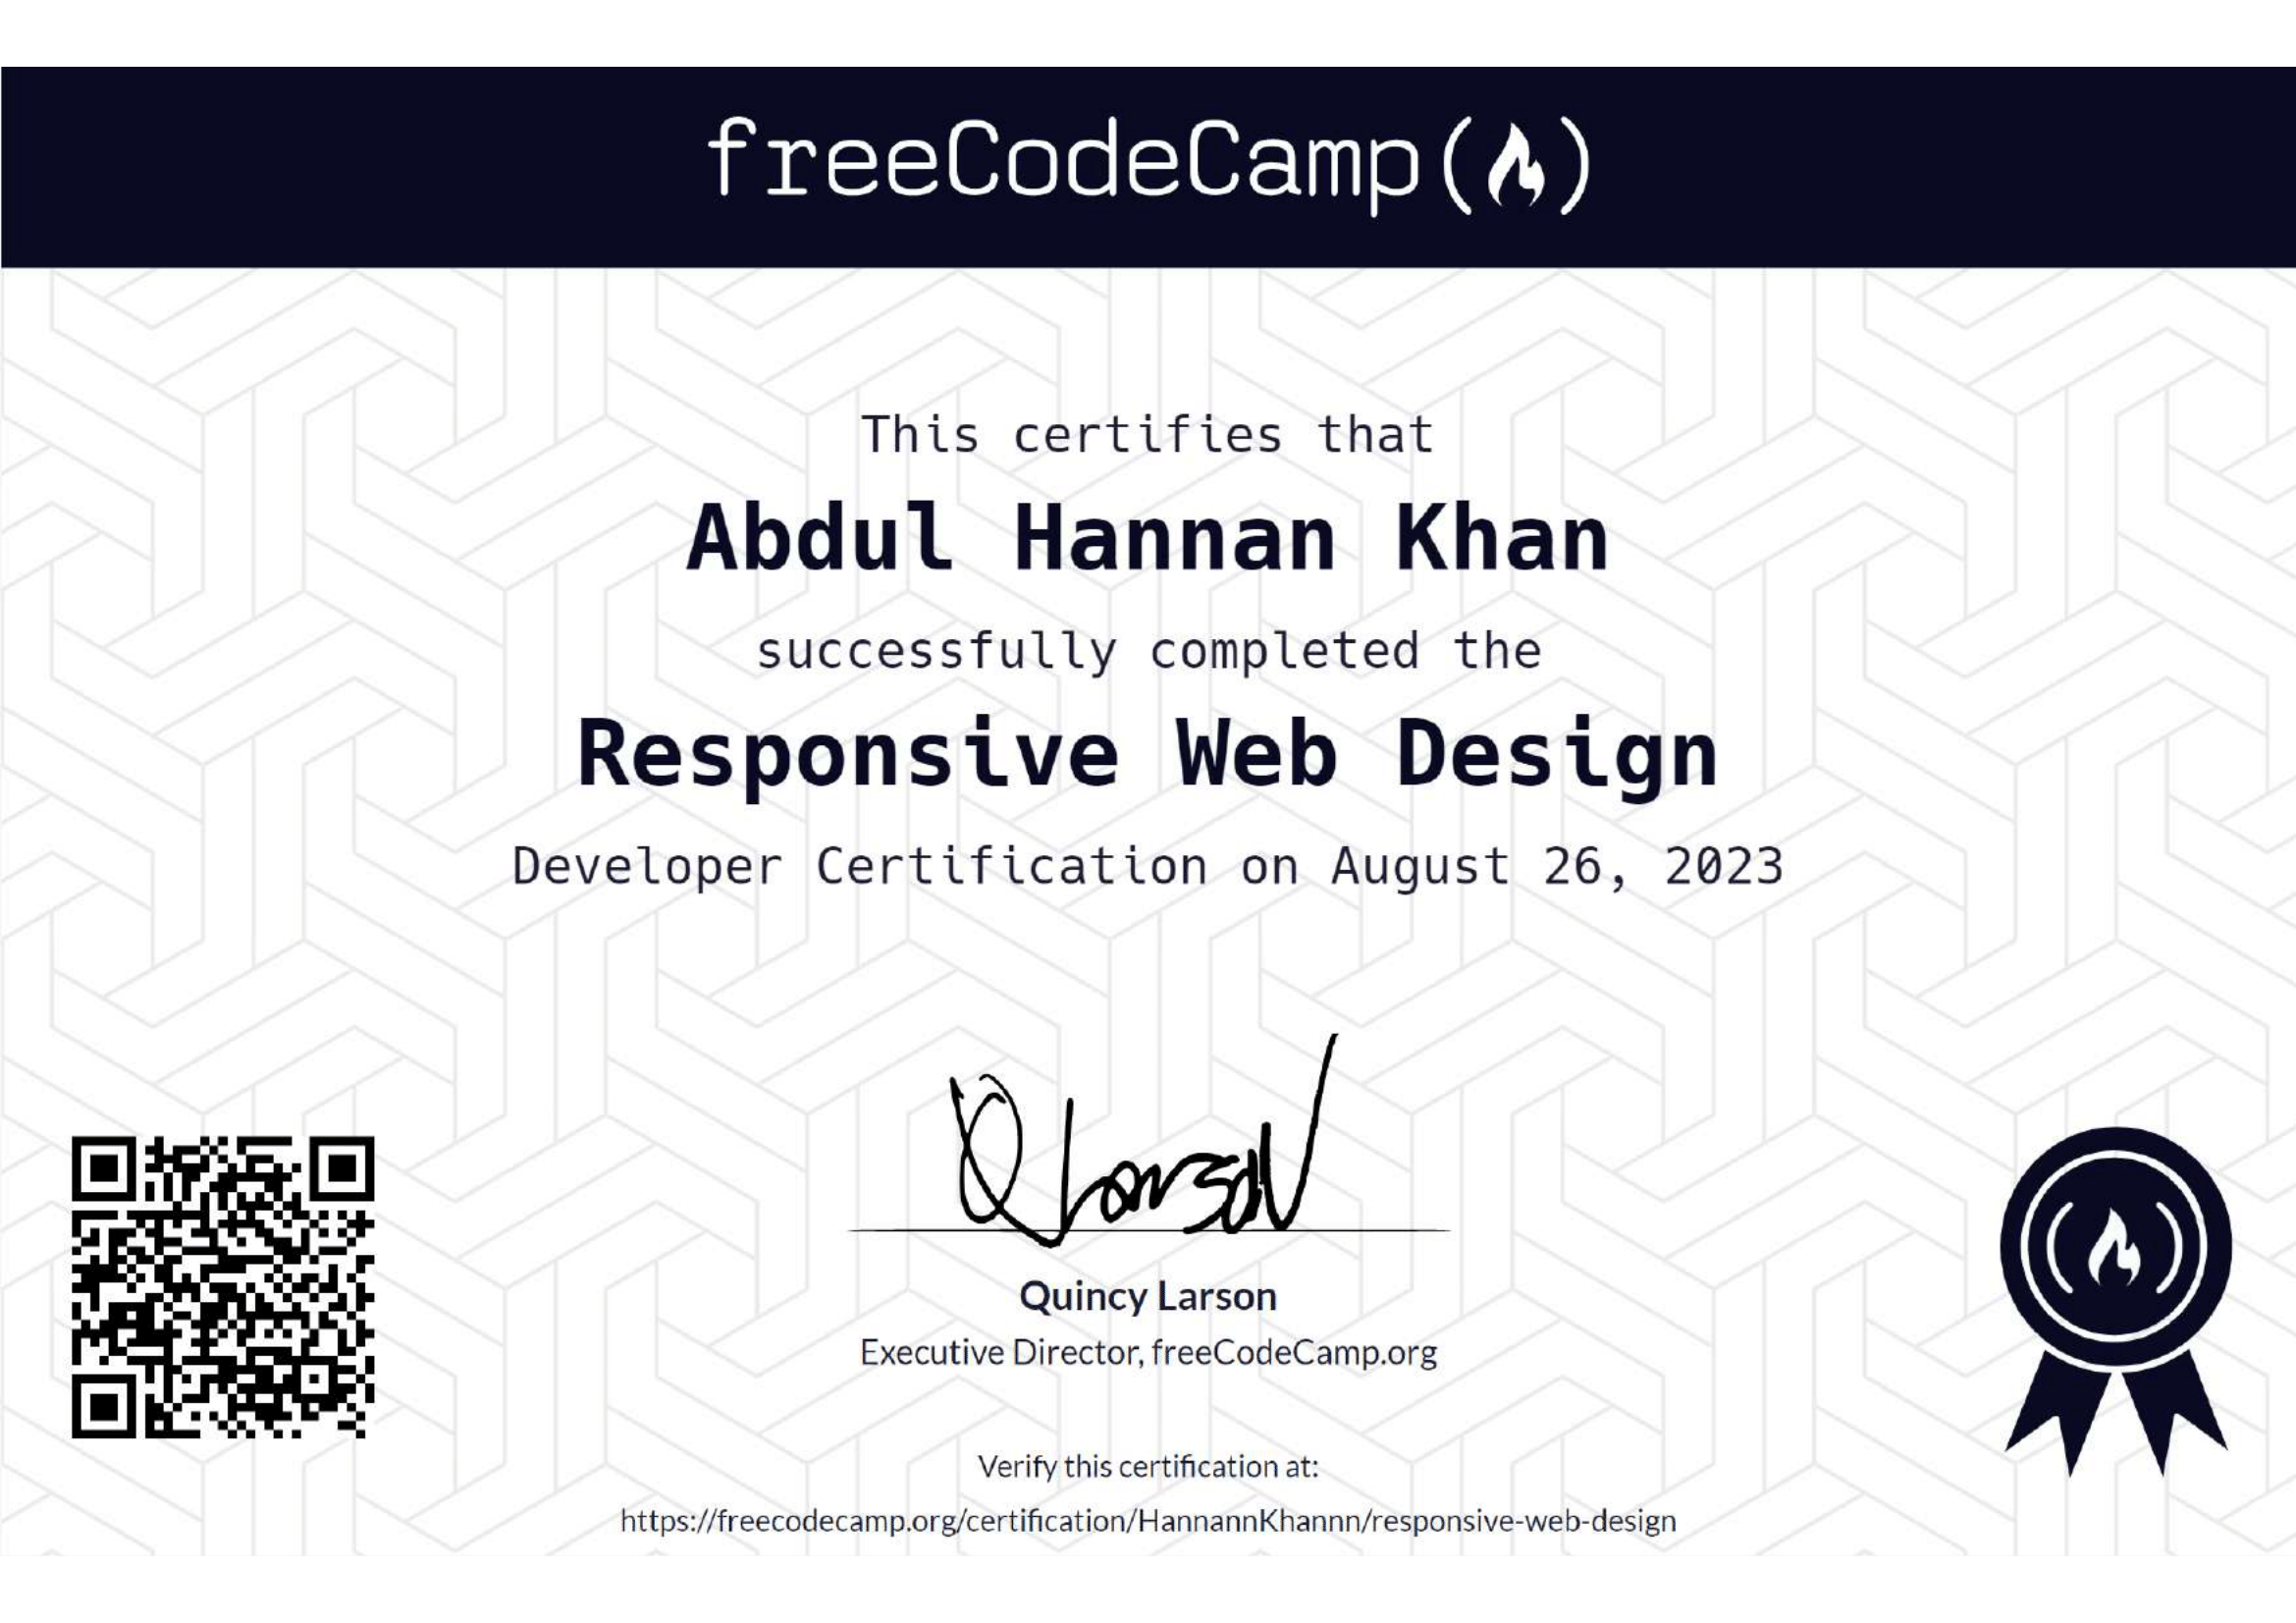 freeCodeCamp
This certifies that
Abdul Hannan Khan
successfully completed the
Responsive Web Design
Developer Certification on August 26, 2023
QLarson
Quincy Larson
Executive Director, freeCodeCamp.org
Verify this certification at:
https://freecodecamp.org/certification/HannannKhannn/responsive-web-design